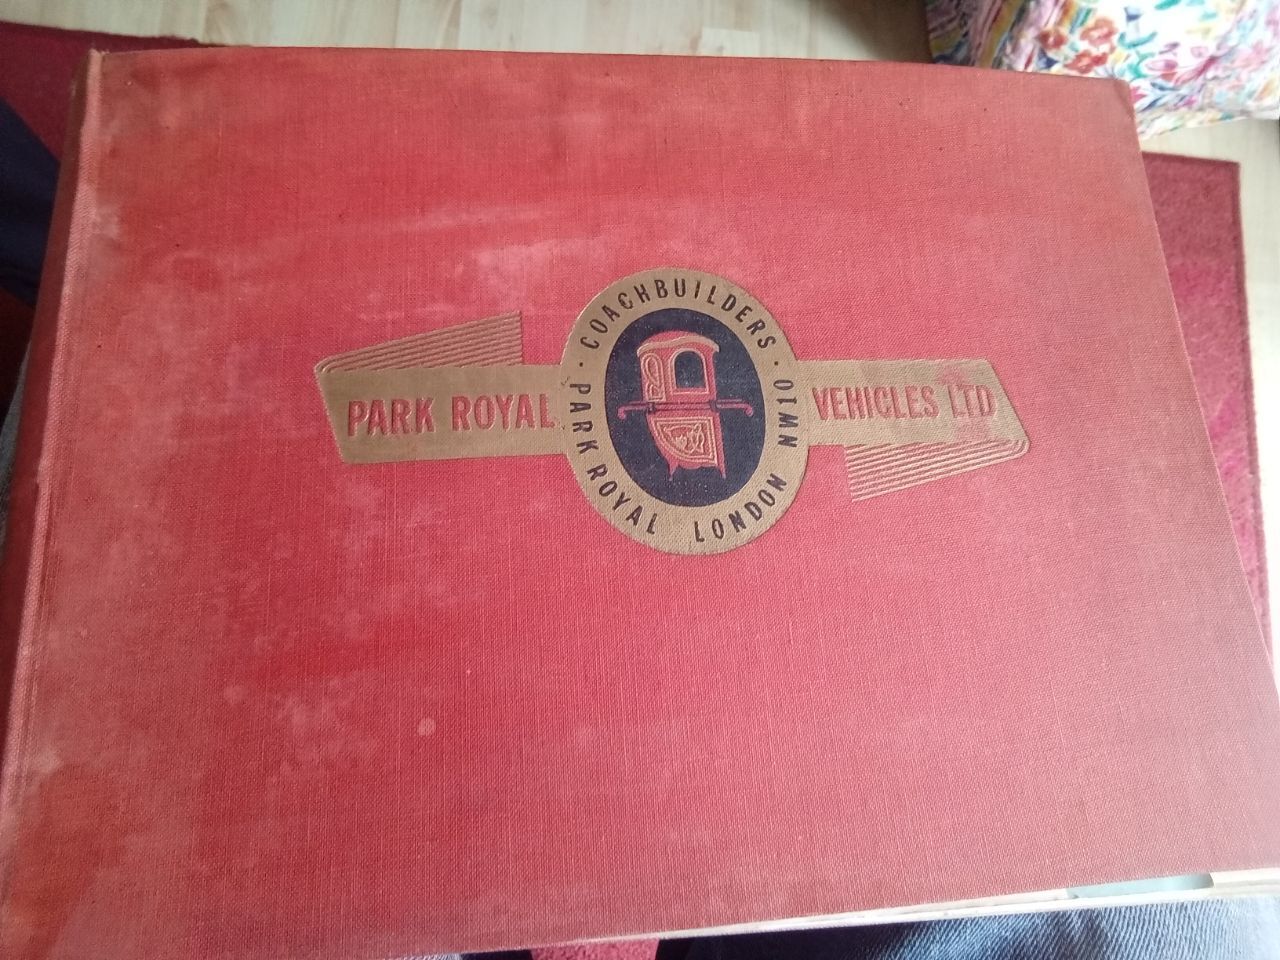 PARK ROYAL VEHICLES LTD
· COACHBUILDERS ·
PARK ROYAL LONDON NW10